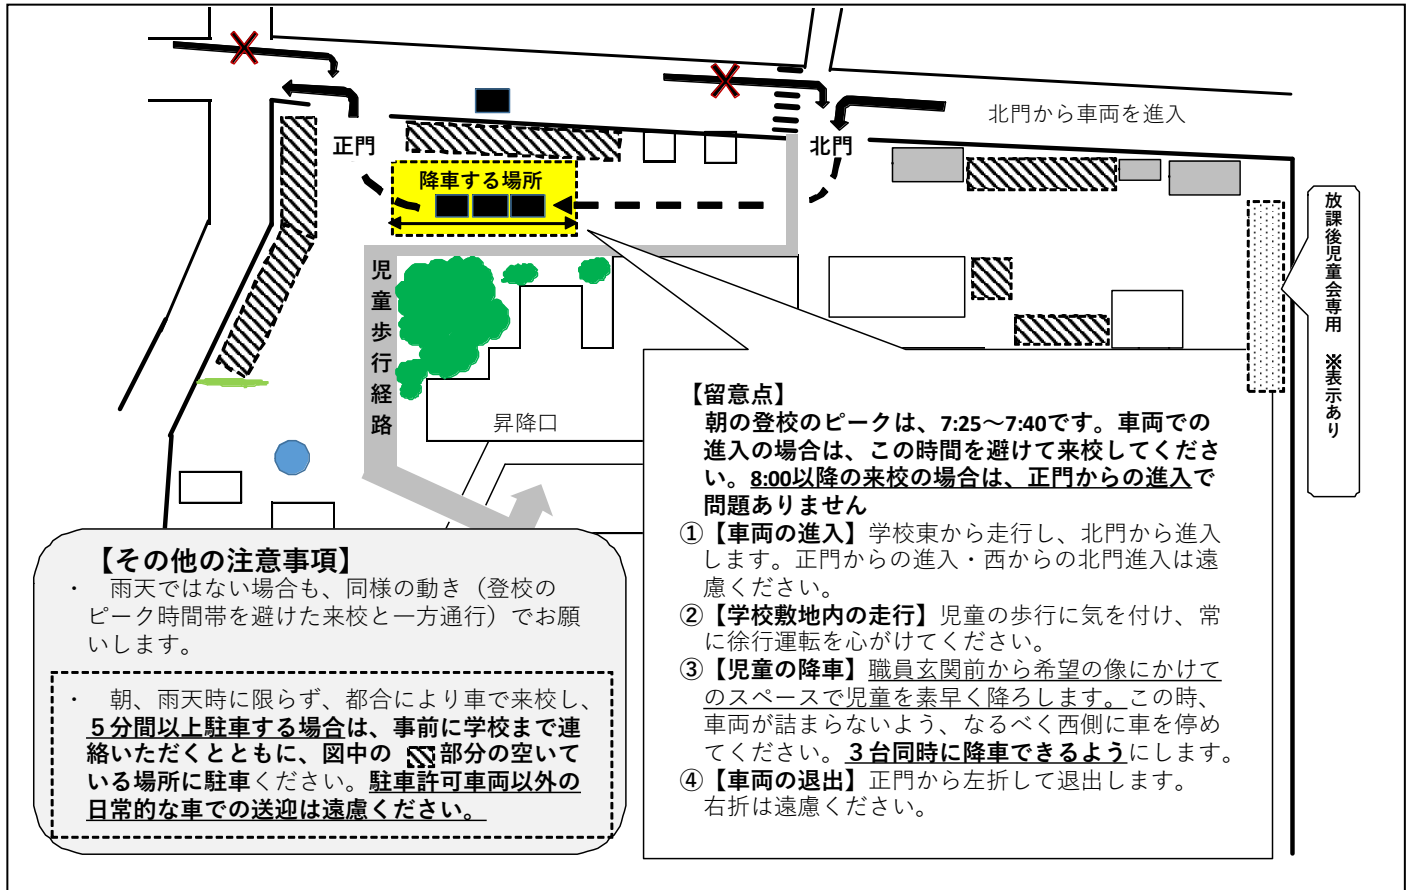 北門から車両を進入
正門
北門
降車する場所
児童歩行経路
昇降口
放課後児童会専用　※表示あり
【留意点】
朝の登校のピークは、7:25～7:40です。車両での
進入の場合は、この時間を避けて来校してくださ
い。8:00以降の来校の場合は、正門からの進入で
問題ありません
①【車両の進入】学校東から走行し、北門から進入
します。正門からの進入・西からの北門進入は遠
慮ください。
②【学校敷地内の走行】児童の歩行に気を付け、常
に徐行運転を心がけてください。
③【児童の降車】職員玄関前から希望の像にかけて
のスペースで児童を素早く降ろします。この時、
車両が詰まらないよう、なるべく西側に車を停め
てください。３台同時に降車できるようにします。
④【車両の退出】正門から左折して退出します。
右折は遠慮ください。
【その他の注意事項】
・　雨天ではない場合も、同様の動き（登校の
ピーク時間帯を避けた来校と一方通行）でお願
いします。
・　朝、雨天時に限らず、都合により車で来校し、
５分間以上駐車する場合は、事前に学校まで連
絡いただくとともに、図中の　部分の空いて
いる場所に駐車ください。駐車許可車両以外の
日常的な車での送迎は遠慮ください。